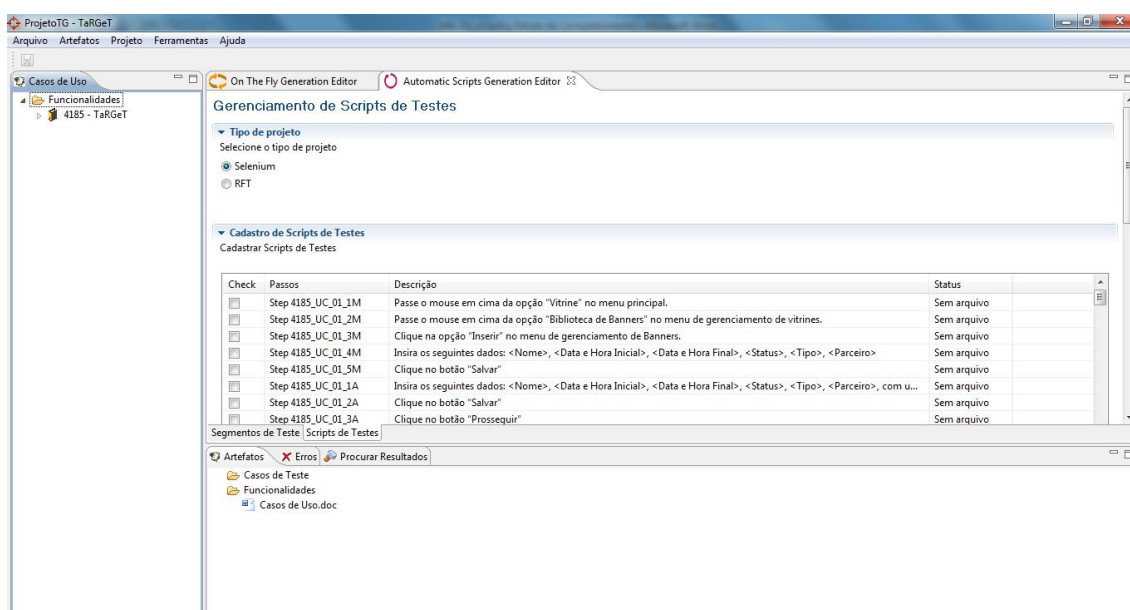 ProjetoTG - TaRGeT
Arquivo Artefatos Projeto Ferramentas Ajuda
Casos de Uso
Funcionalidades
4185 - TaRGeT
On The Fly Generation Editor Automatic Scripts Generation Editor
Gerenciamento de Scripts de Testes
Tipo de projeto
Selecione o tipo de projeto
Selenium
RFT
Cadastro de Scripts de Testes
Cadastrar Scripts de Testes
Check Passos Descrição Status
Step 4185_UC_01_1M Passe o mouse em cima da opção "Vitrine" no menu principal. Sem arquivo
Step 4185_UC_01_2M Passe o mouse em cima da opção "Biblioteca de Banners" no menu de gerenciamento de vitrines. Sem arquivo
Step 4185_UC_01_3M Clique na opção "Inserir" no menu de gerenciamento de Banners. Sem arquivo
Step 4185_UC_01_4M Insira os seguintes dados: <Nome>, <Data e Hora Inicial>, <Data e Hora Final>, <Status>, <Tipo>, <Parceiro> Sem arquivo
Step 4185_UC_01_5M Clique no botão "Salvar" Sem arquivo
Step 4185_UC_01_1A Insira os seguintes dados: <Nome>, <Data e Hora Inicial>, <Data e Hora Final>, <Status>, <Tipo>, <Parceiro>, com u... Sem arquivo
Step 4185_UC_01_2A Clique no botão "Salvar" Sem arquivo
Step 4185_UC_01_3A Clique no botão "Prosseguir" Sem arquivo
Segmentos de Teste Scripts de Testes
Artefatos Erros Procurar Resultados
Casos de Teste
Funcionalidades
Casos de Uso.doc